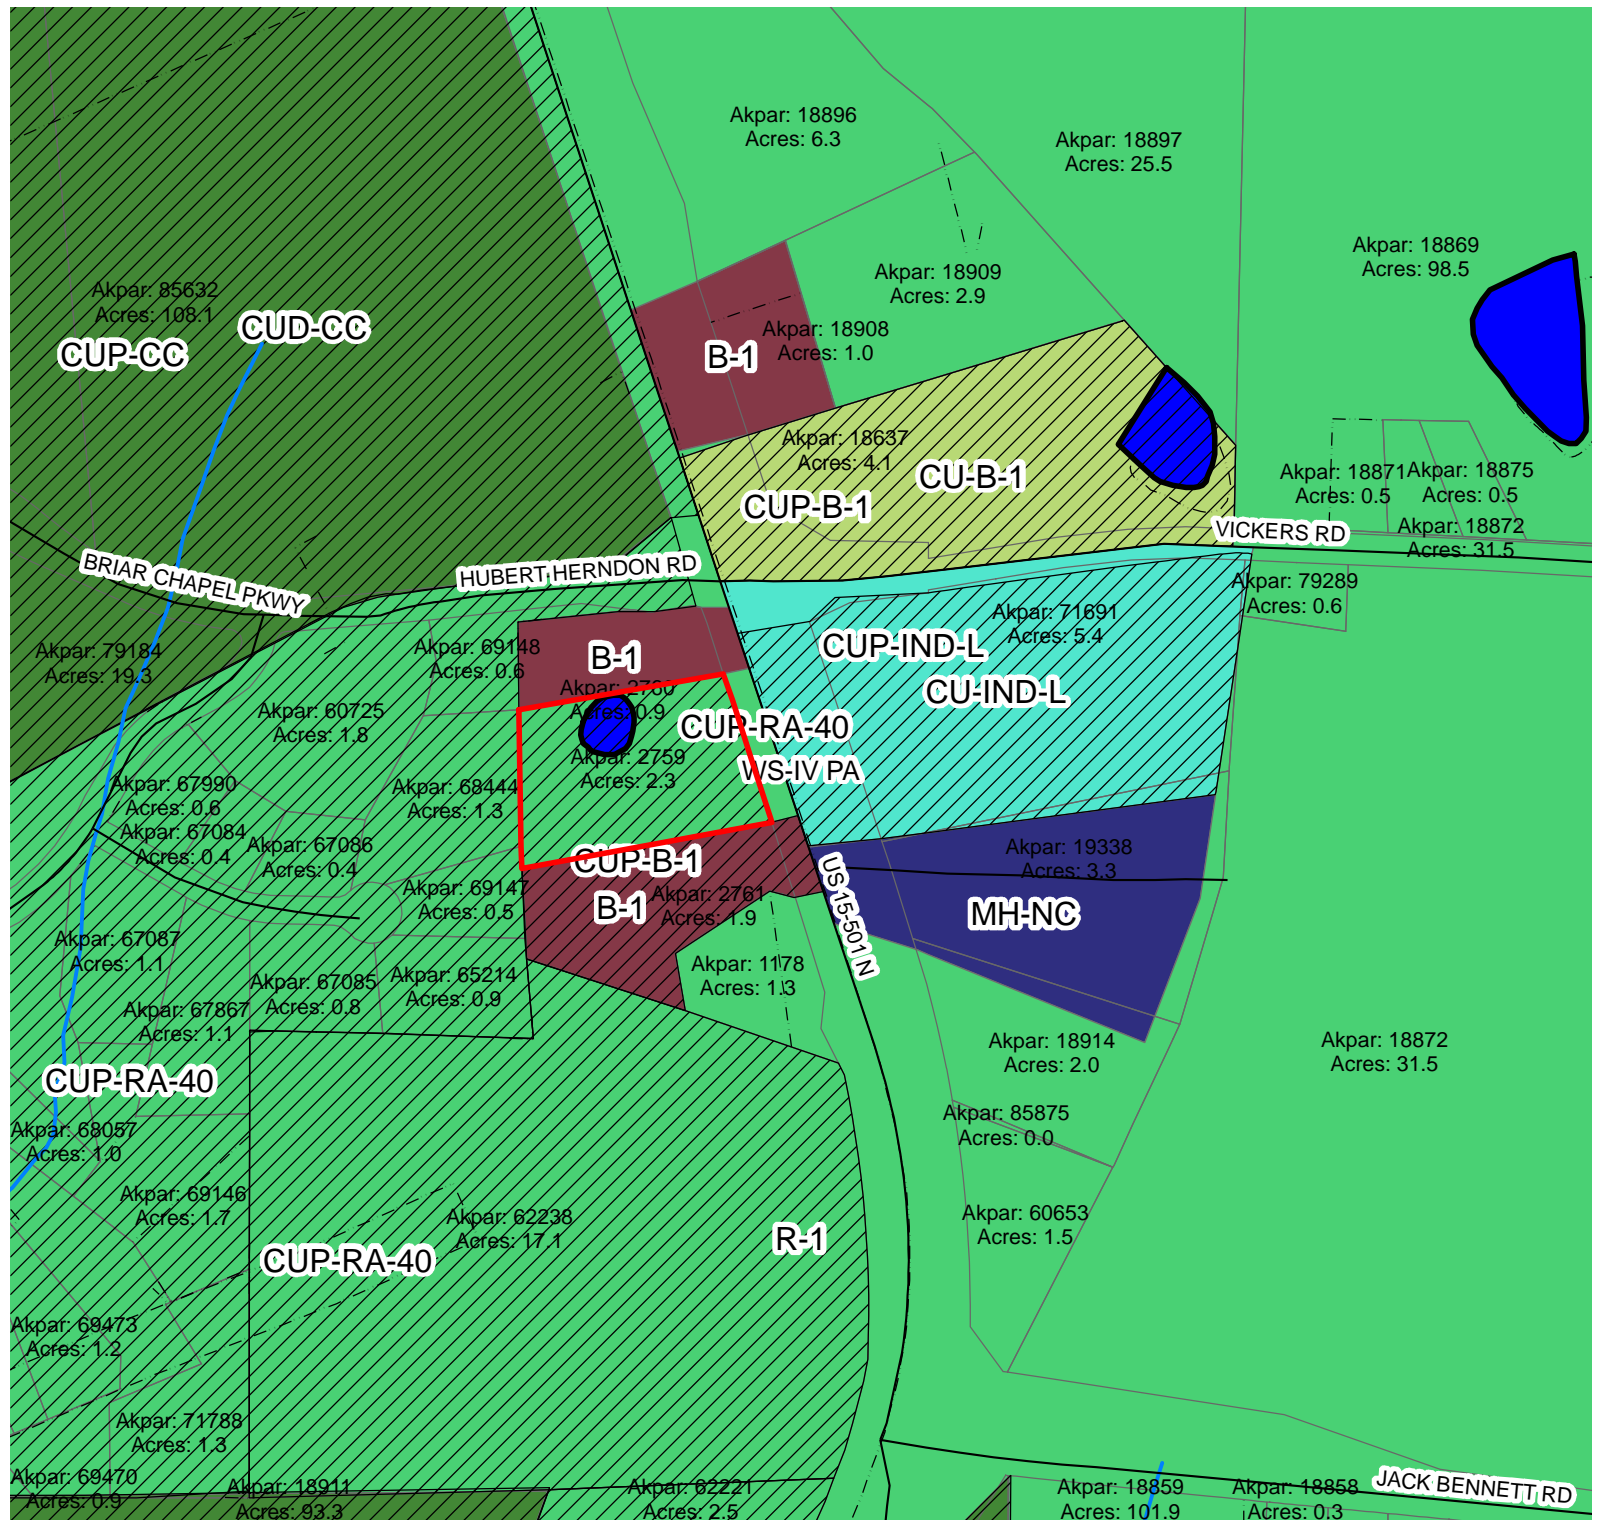 Akpar: 18896
Acres: 6.3
Akpar: 18897
Acres: 25.5
Akpar: 18869
Acres: 98.5
Akpar: 18909
Acres: 2.9
Akpar: 85632
Acres: 108.1
CUD-CC
CUP-CC
Akpar: 18908
Acres: 1.0
B-1
Akpar: 18637
Acres: 4.1
CU-B-1
CUP-B-1
Akpar: 18871
Acres: 0.5
Akpar: 18875
Acres: 0.5
Akpar: 18872
Acres: 31.5
VICKERS RD
BRIAR CHAPEL PKWY
HUBERT HERNDON RD
Akpar: 79289
Acres: 0.6
Akpar: 71691
Acres: 5.4
CUP-IND-L
CU-IND-L
Akpar: 79184
Acres: 19.3
Akpar: 69148
Acres: 0.6
B-1
Akpar: 2760
Acres: 0.9
Akpar: 60725
Acres: 1.8
CUP-RA-40
Akpar: 2759
Acres: 2.3
WS-IV PA
Akpar: 67990
Acres: 0.6
Akpar: 68444
Acres: 1.3
Akpar: 67084
Acres: 0.4
Akpar: 67086
Acres: 0.4
CUP-B-1
Akpar: 19338
Acres: 3.3
Akpar: 69147
Acres: 0.5
B-1
Akpar: 2761
Acres: 1.9
US 15-501 N
MH-NC
Akpar: 67087
Acres: 1.1
Akpar: 67085
Acres: 0.8
Akpar: 65214
Acres: 0.9
Akpar: 1178
Acres: 1.3
Akpar: 67867
Acres: 1.1
Akpar: 18914
Acres: 2.0
Akpar: 18872
Acres: 31.5
CUP-RA-40
Akpar: 85875
Acres: 0.0
Akpar: 68057
Acres: 1.0
Akpar: 69146
Acres: 1.7
Akpar: 62238
Acres: 17.1
R-1
Akpar: 60653
Acres: 1.5
CUP-RA-40
Akpar: 69473
Acres: 1.2
Akpar: 71788
Acres: 1.3
Akpar: 69470
Acres: 0.9
Akpar: 18911
Acres: 93.3
Akpar: 62221
Acres: 2.5
Akpar: 18859
Acres: 101.9
Akpar: 18858
Acres: 0.3
JACK BENNETT RD